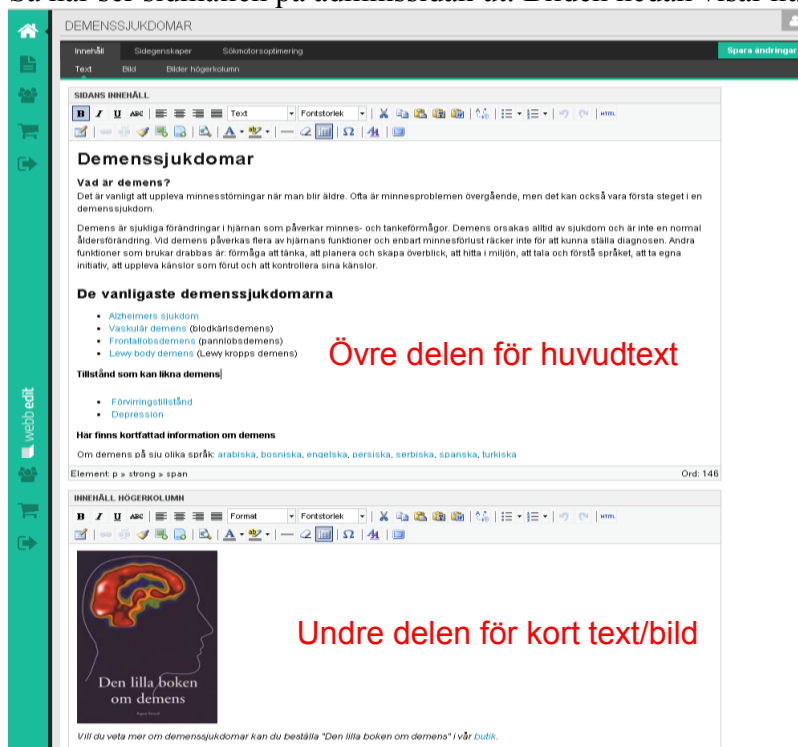 Så här ser sidmallen på adminssidan ut. Bilden nedan visar hu
DEMENSSJUKDOMAR
Innehåll Sidegenskaper Sökmotorsoptimering Spara ändringar
Text Bild Bilder högerkolumn
SIDANS INNEHÅLL
B I U ABC Text Fontstorlek HTML
Demenssjukdomar
Vad är demens?
Det är vanligt att uppleva minnesstörningar när man blir äldre. Ofta är minnesproblemen övergående, men det kan också vara första steget i en
demenssjukdom.
Demens är sjukliga förändringar i hjärnan som påverkar minnes- och tankeförmågor. Demens orsakas alltid av sjukdom och är inte en normal
åldersförändring. Vid demens påverkas flera av hjärnans funktioner och enbart minnesförlust räcker inte för att kunna ställa diagnosen. Andra
funktioner som brukar drabbas är: förmåga att tänka, att planera och skapa överblick, att hitta i miljön, att tala och förstå språket, att ta egna
initiativ, att uppleva känslor som förut och att kontrollera sina känslor.
De vanligaste demenssjukdomarna
Alzheimers sjukdom
Vaskulär demens (blodkärlsdemens)
Frontallobsdemens (pannlobsdemens)
Lewy body demens (Lewy kropps demens)
Övre delen för huvudtext
Tillstånd som kan likna demens
Förvirringstillstånd
Depression
webb edit
Här finns kortfattad information om demens
Om demens på sju olika språk: arabiska, bosniska, engelska, persiska, serbiska, spanska, turkiska
Element: p » strong » span Ord: 146
INNEHÅLL HÖGERKOLUMN
B I U ABC Format Fontstorlek HTML
Undre delen för kort text/bild
Den lilla boken
om demens
Vill du veta mer om demenssjukdomar kan du beställa "Den lilla boken om demens" i vår butik.